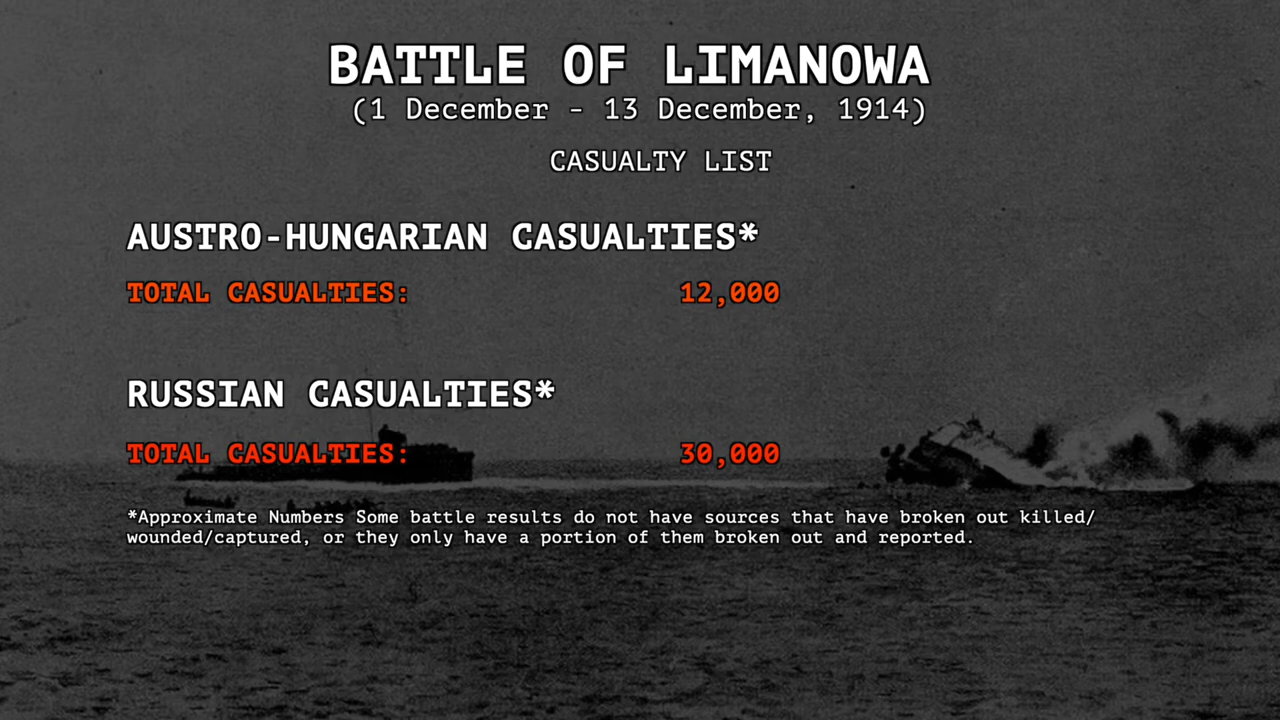 BATTLE OF LIMANOWA
(1 December - 13 December, 1914)
CASUALTY LIST
AUSTRO-HUNGARIAN CASUALTIES*
TOTAL CASUALTIES: 12,000
RUSSIAN CASUALTIES*
TOTAL CASUALTIES: 30,000
*Approximate Numbers Some battle results do not have sources that have broken out killed/
wounded/captured, or they only have a portion of them broken out and reported.